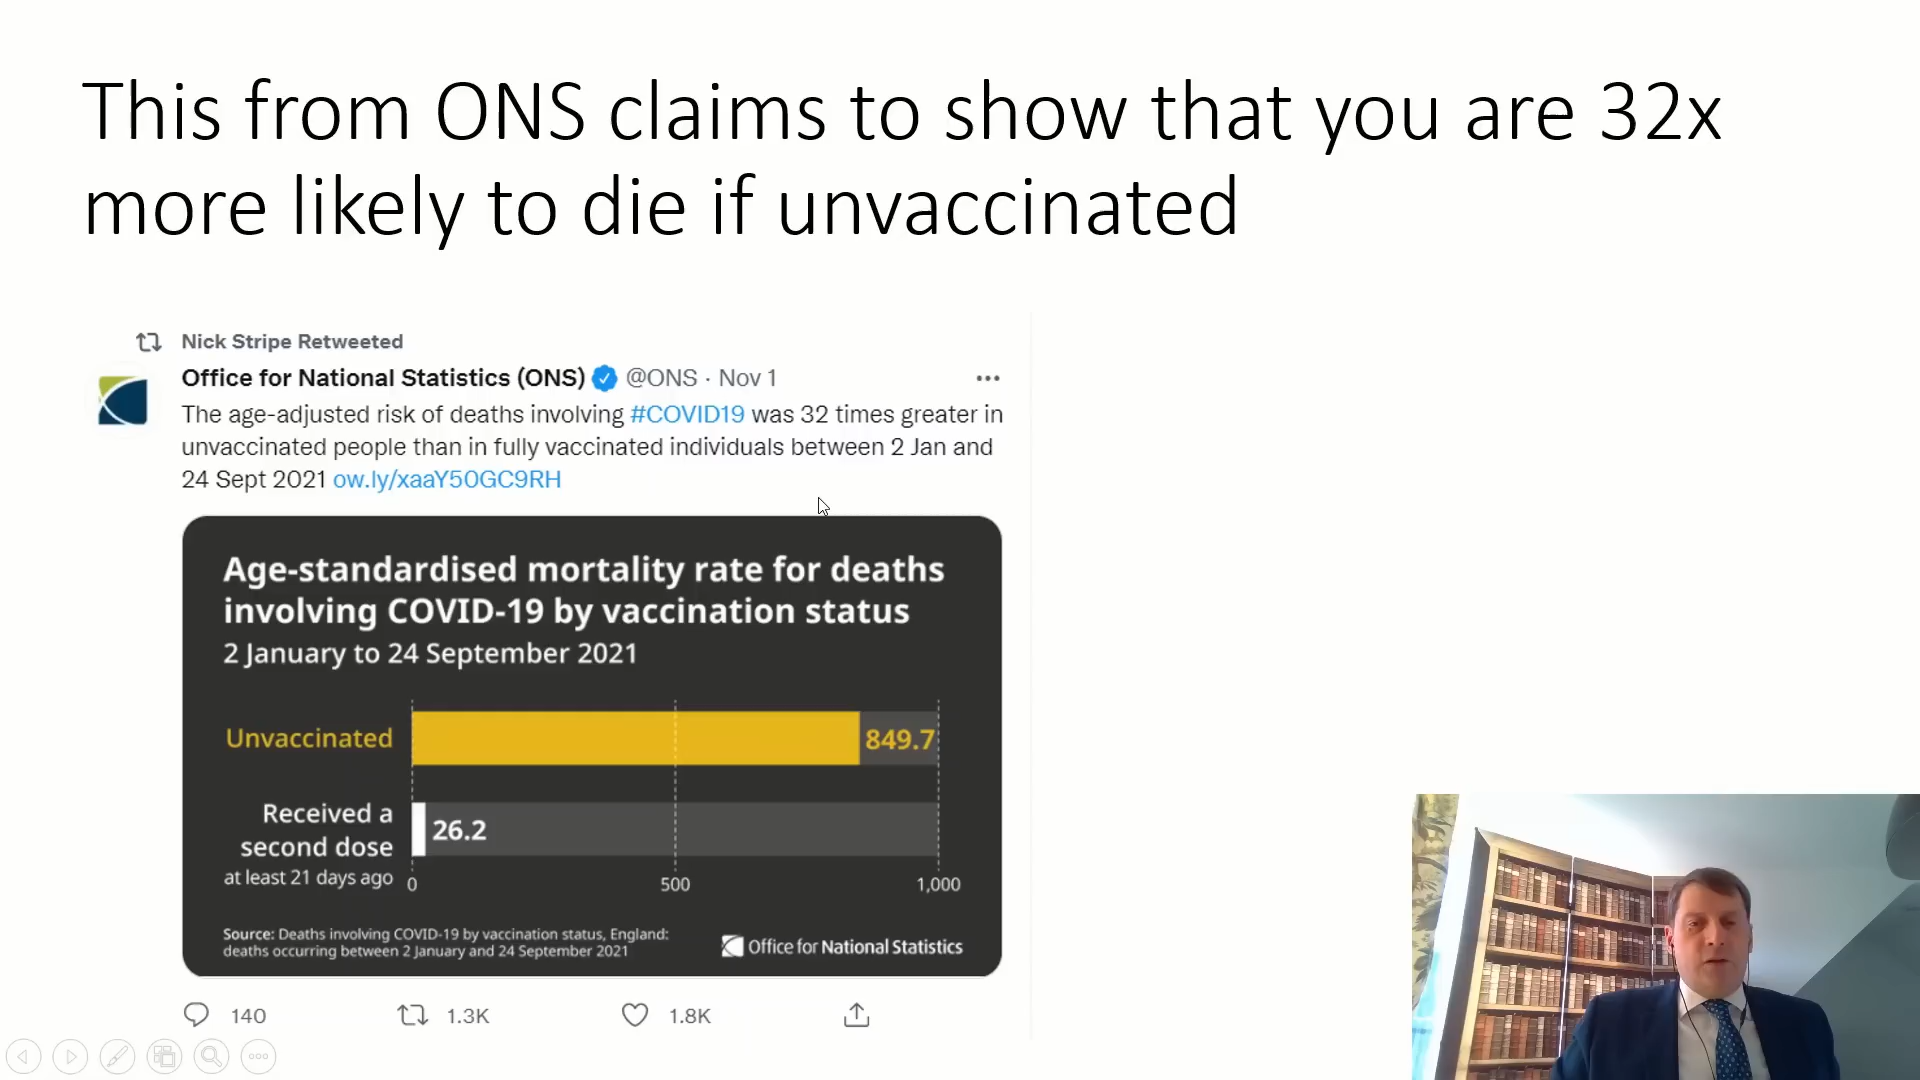 This from ONS claims to show that you are 32x
more likely to die if unvaccinated
Nick Stripe Retweeted
Office for National Statistics (ONS) @ONS · Nov 1
The age-adjusted risk of deaths involving #COVID19 was 32 times greater in
unvaccinated people than in fully vaccinated individuals between 2 Jan and
24 Sept 2021 ow.ly/xaaY50GC9RH
Age-standardised mortality rate for deaths
involving COVID-19 by vaccination status
2 January to 24 September 2021
Unvaccinated 849.7
Received a
second dose
at least 21 days ago
26.2
0 500 1,000
Source: Deaths involving COVID-19 by vaccination status, England:
deaths occurring between 2 January and 24 September 2021
Office for National Statistics
140 1.3K 1.8K